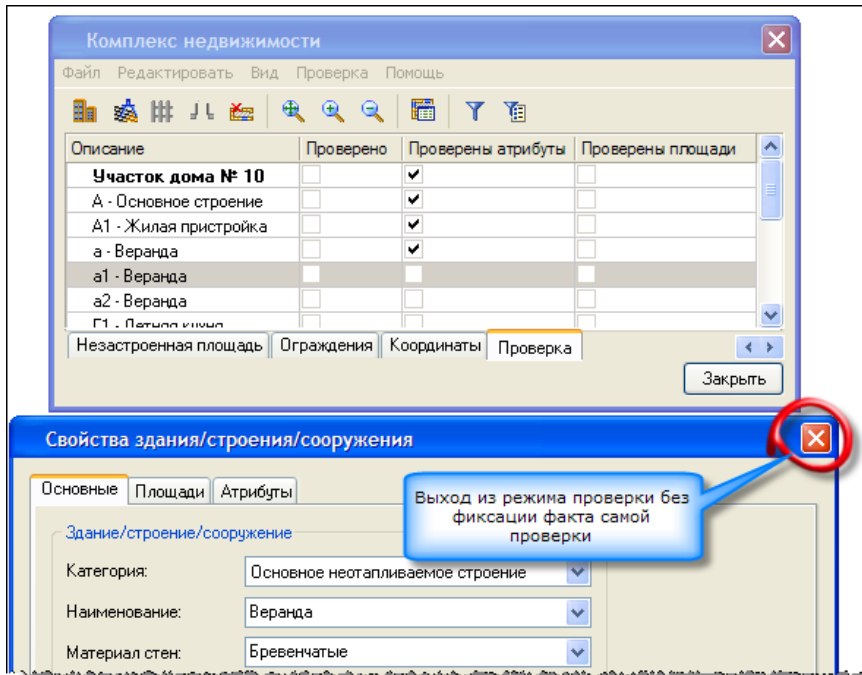 Комплекс недвижимости
Файл Редактировать Вид Проверка Помощь
Описание Проверено Проверены атрибуты Проверены площади
Участок дома № 10
А - Основное строение
А1 - Жилая пристройка
а - Веранда
а1 - Веранда
а2 - Веранда
Г1 - Летняя кухня
Незастроенная площадь Ограждения Координаты Проверка
Закрыть
Свойства здания/строения/сооружения
Основные Площади Атрибуты
Выход из режима проверки без
фиксации факта самой
проверки
Здание/строение/сооружение
Категория: Основное неотапливаемое строение
Наименование: Веранда
Материал стен: Бревенчатые